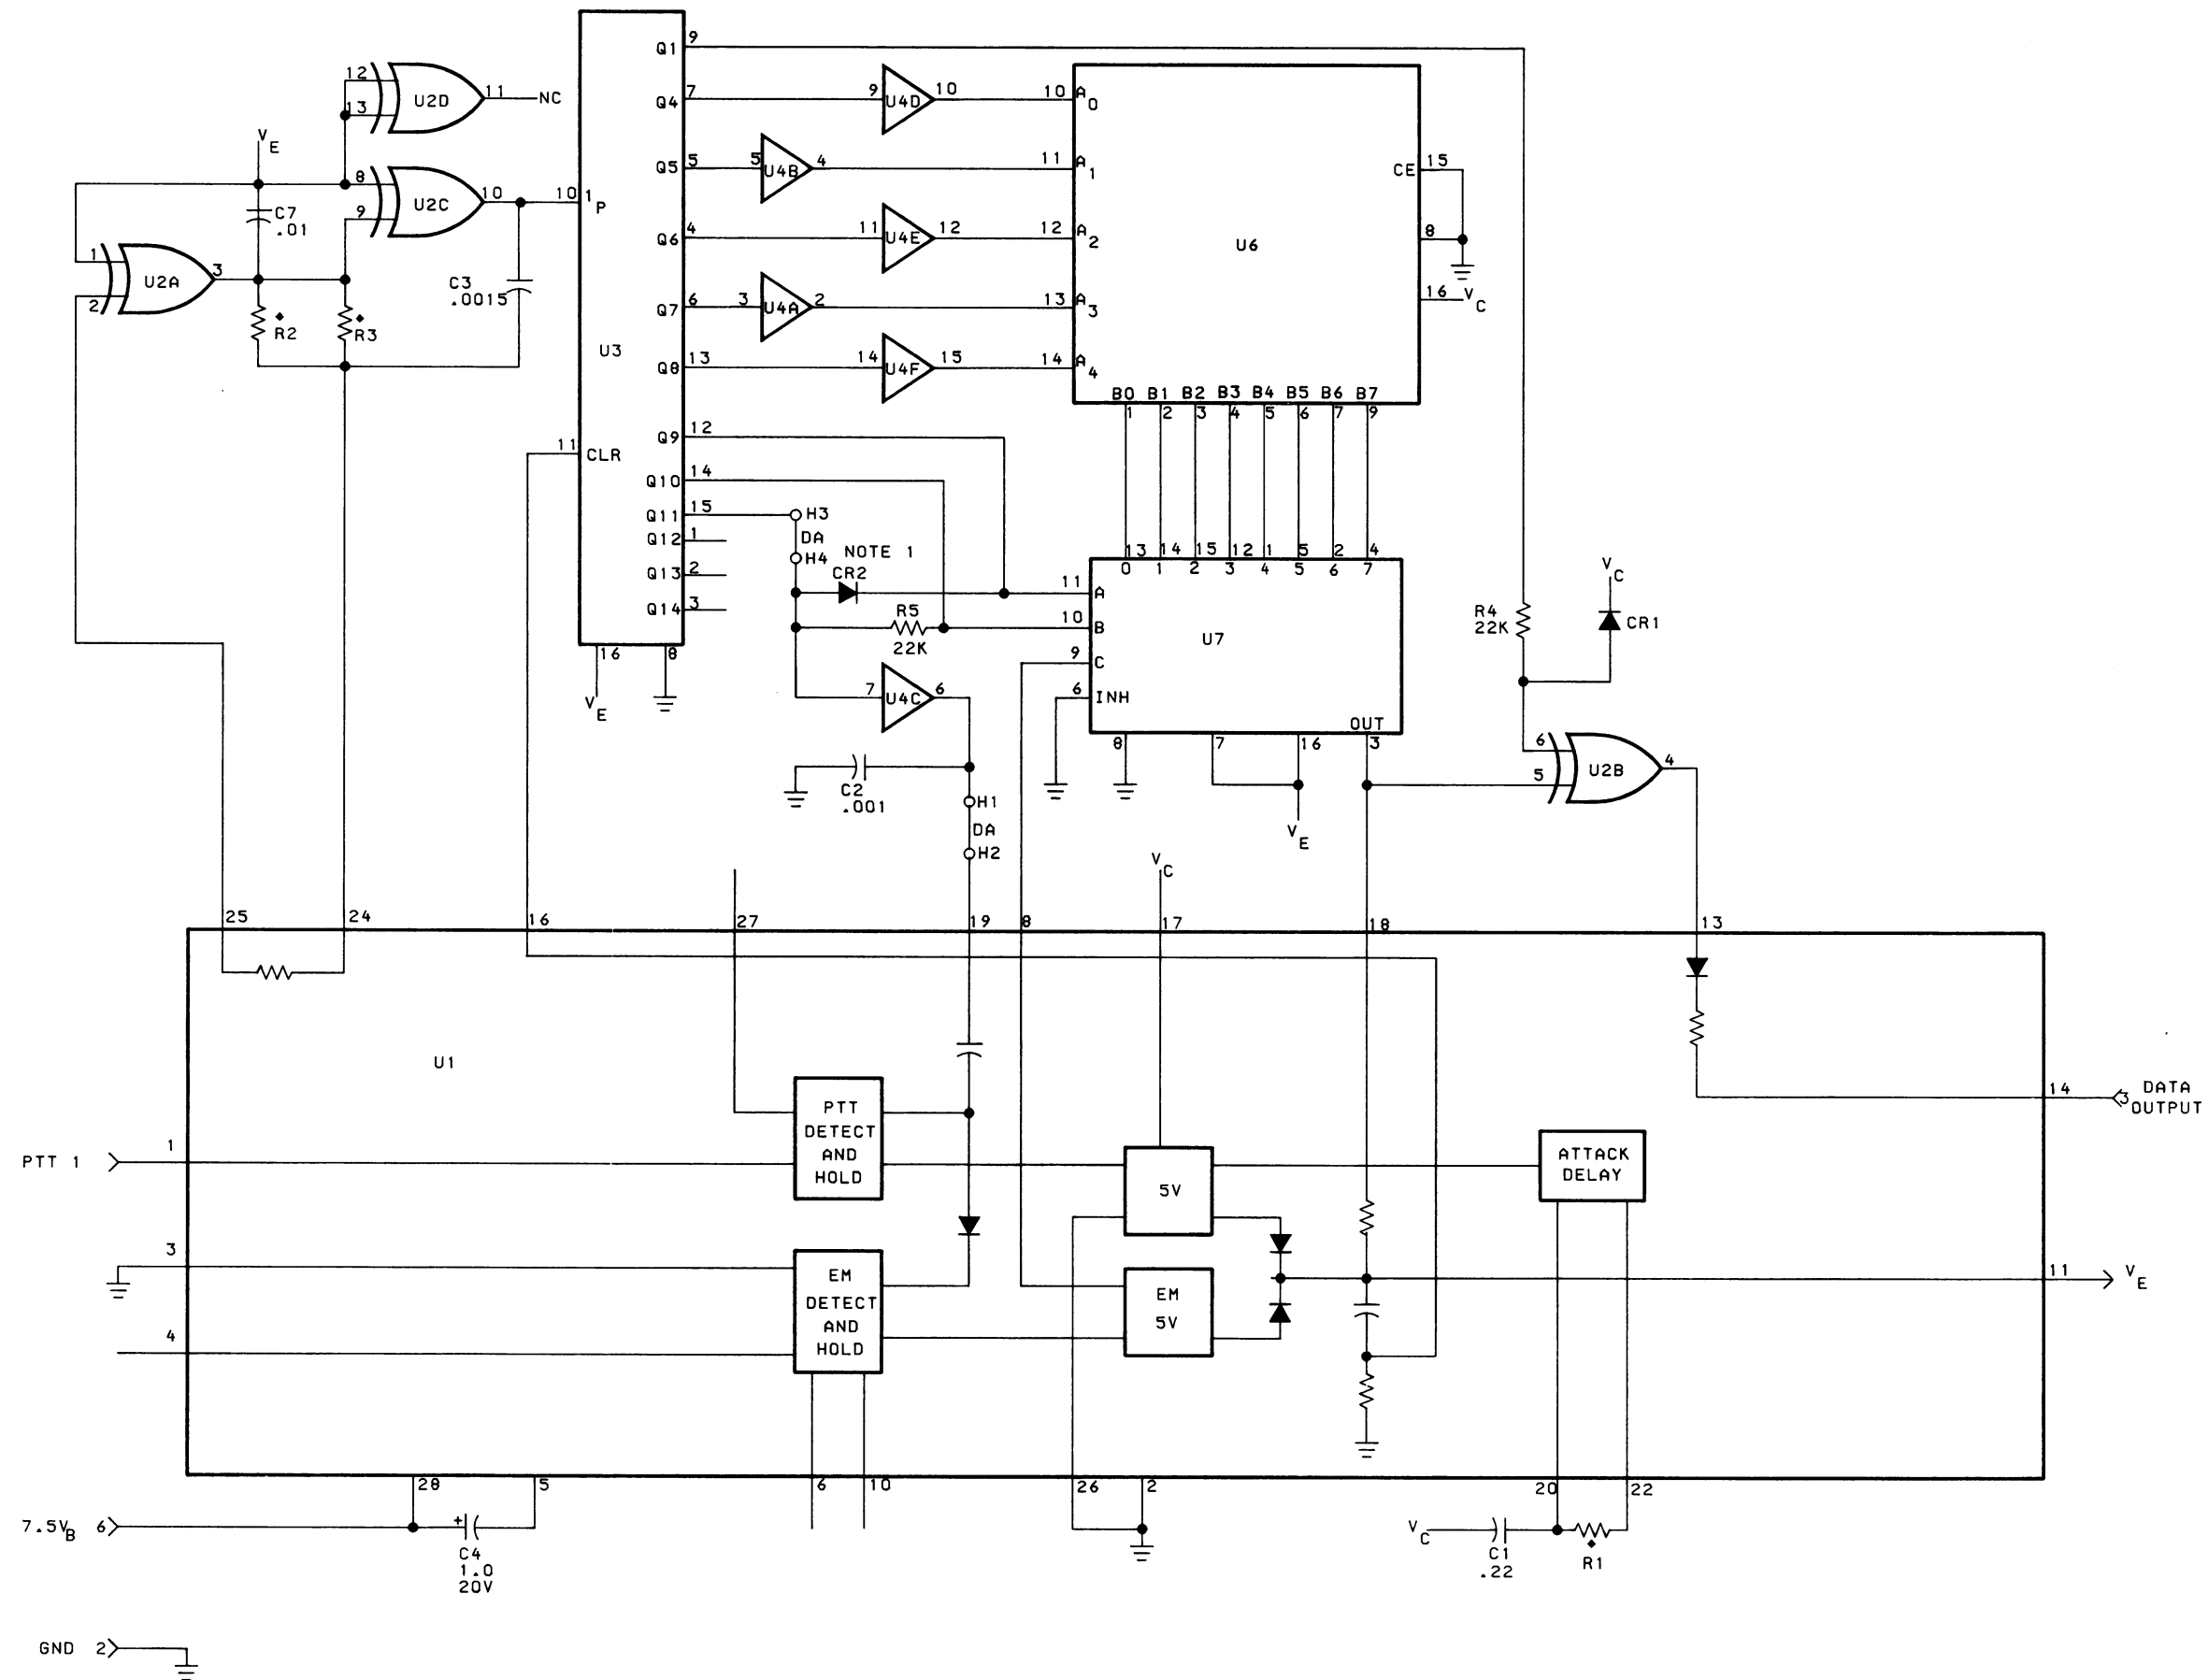 Q1 9
12
13
U2D
11
NC
Q4 7
9 U4D 10
10 A0
VE
Q5 5
5 U4B 4
11 A1
CE 15
8
9
U2C
10
10 1P
C7
.01
Q6 4
11 U4E 12
12 A2
U6
8
1
2
U2A
3
C3
.0015
Q7 6
3 U4A 2
13 A3
16 VC
R2
R3
U3
Q8 13
14 U4F 15
14 A4
B0 B1 B2 B3 B4 B5 B6 B7
1 2 3 4 5 6 7 9
11 CLR
Q9 12
Q10 14
Q11 15
H3
DA
H4
Q12 1
Q13 2
Q14 3
NOTE 1
CR2
13 14 15 12 1 5 2 4
0 1 2 3 4 5 6 7
11 A
R5
22K
10 B
U7
9 C
6 INH
OUT
R4
22K
VC
CR1
16
8
VE
7 U4C 6
8
7
16
3
6
5
U2B
4
C2
.001
H1
DA
H2
VE
VC
25
24
16
27
19
8
17
18
13
U1
PTT
DETECT
AND
HOLD
14
3
DATA
OUTPUT
PTT 1
1
5V
ATTACK
DELAY
3
EM
DETECT
AND
HOLD
EM
5V
11
VE
4
28
5
6
10
26
2
20
22
7.5VB 6
+
C4
1.0
20V
VC
C1
.22
R1
GND 2